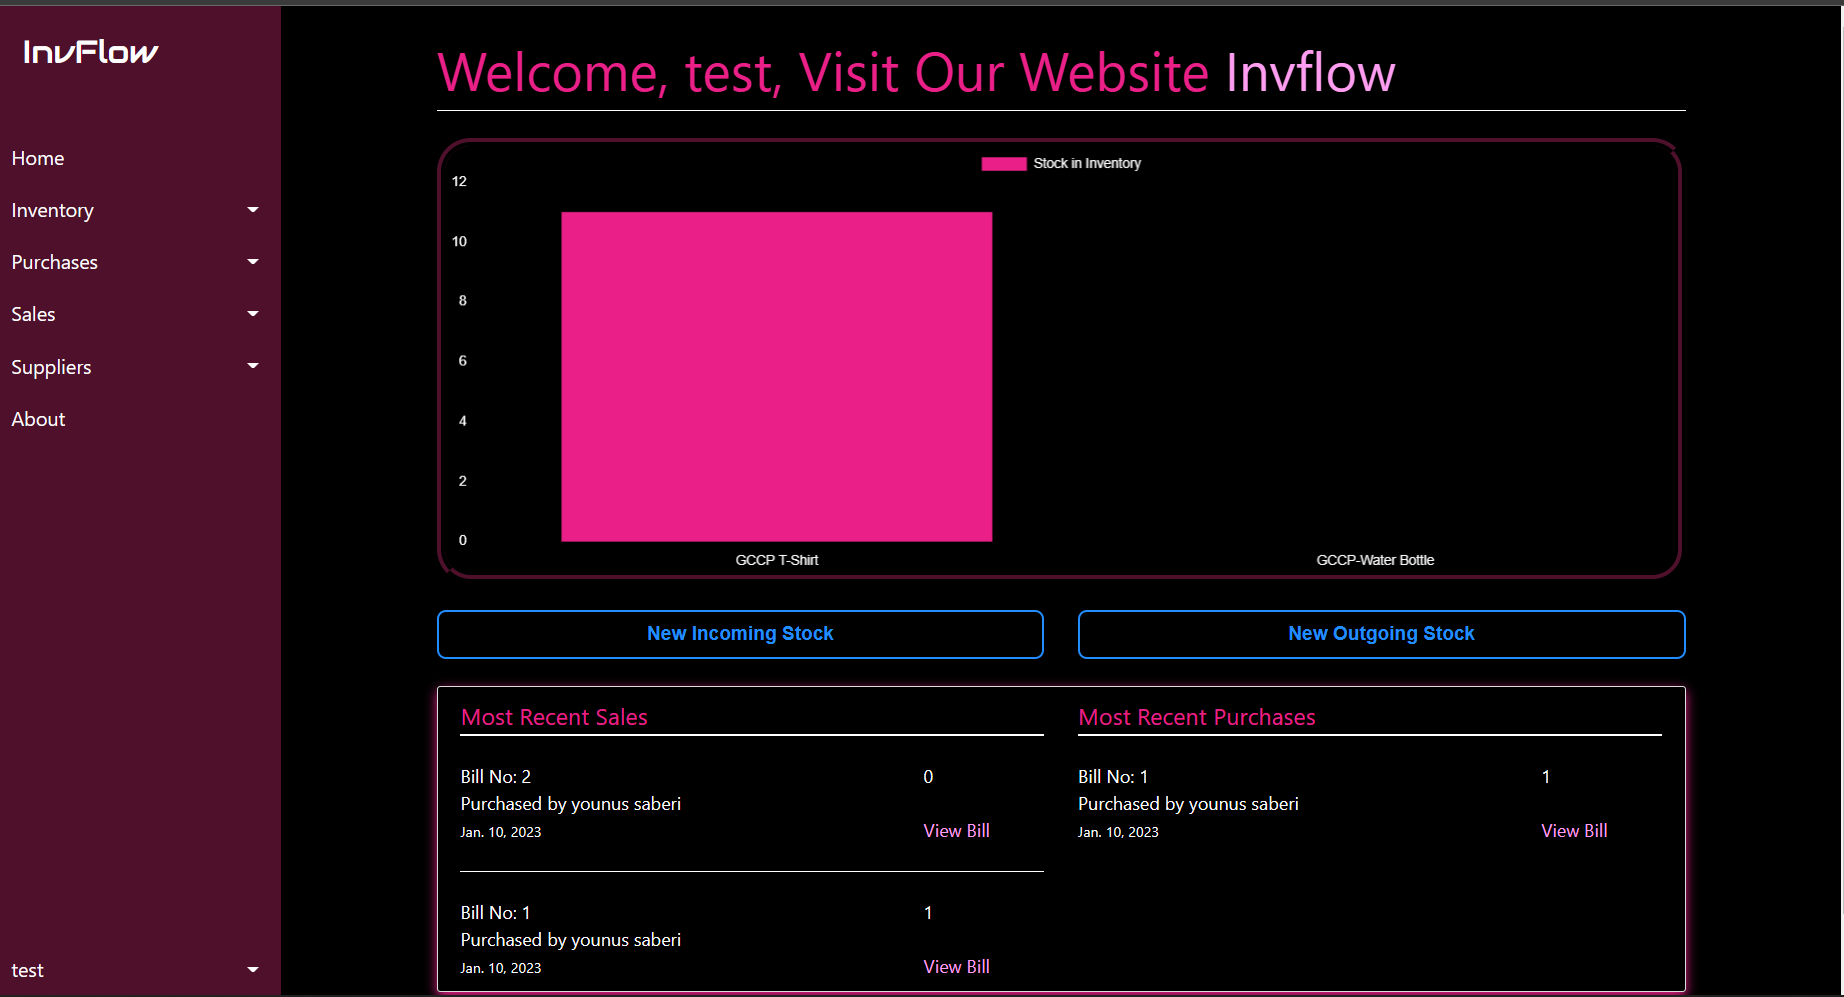 InvFlow
Home
Inventory
Purchases
Sales
Suppliers
About
test
Welcome, test, Visit Our Website Invflow
Stock in Inventory
12
10
8
6
4
2
0
GCCP T-Shirt
GCCP-Water Bottle
New Incoming Stock
New Outgoing Stock
Most Recent Sales
Bill No: 2 0
Purchased by younus saberi
Jan. 10, 2023 View Bill
Bill No: 1 1
Purchased by younus saberi
Jan. 10, 2023 View Bill
Most Recent Purchases
Bill No: 1 1
Purchased by younus saberi
Jan. 10, 2023 View Bill